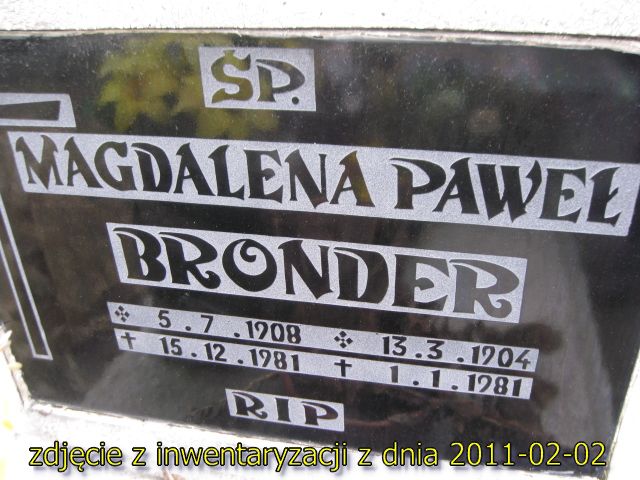 ŚP.
MAGDALENA PAWEŁ
BRONDER
5.7.1908 13.3.1904
† 15.12.1981 † 1.1.1981
RIP
zdjęcie z inwentaryzacji z dnia 2011-02-02